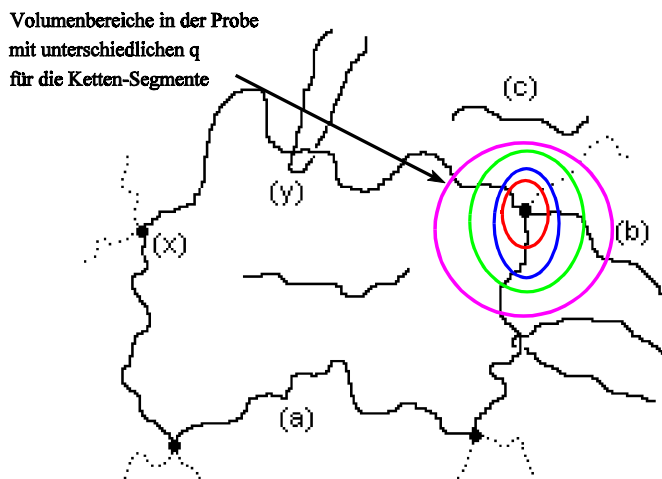 Volumenbereiche in der Probe
mit unterschiedlichen q
für die Ketten-Segmente
(c)
(y)
(x)
(b)
(a)